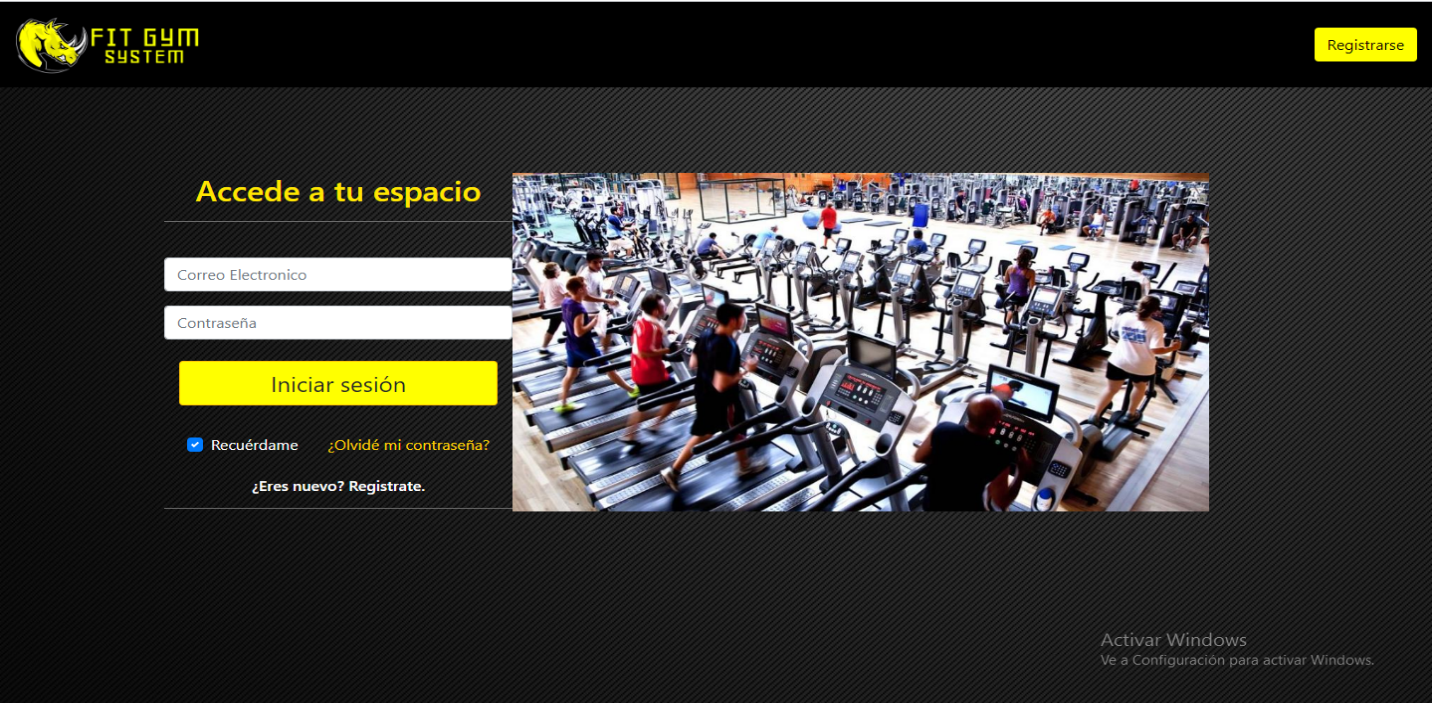 FIT GYM
SYSTEM
Registrarse
Accede a tu espacio
Correo Electronico
Contraseña
Iniciar sesión
Recuérdame
¿Olvidé mi contraseña?
¿Eres nuevo? Registrate.
Activar Windows
Ve a Configuración para activar Windows.